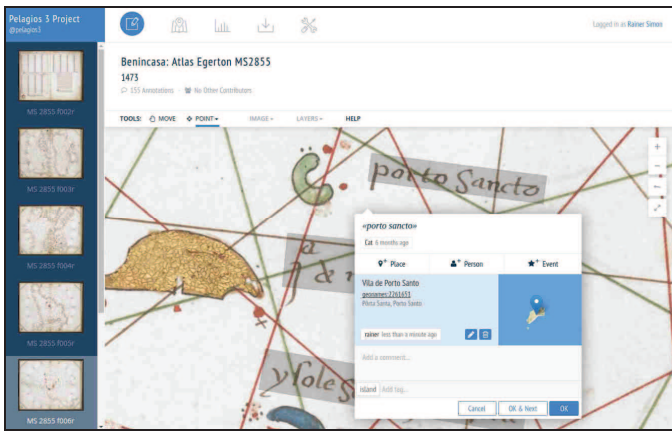 Pelagios 3 Project
@pelagios3
Logged in as Rainer Simon
Benincasa: Atlas Egerton MS2855
1473
155 Annotations · No Other Contributors
TOOLS: MOVE POINT IMAGE LAYERS HELP
MS 2855 f002r
MS 2855 f003r
MS 2855 f004r
MS 2855 f005r
MS 2855 f006r
porto Sancto
«porto sancto»
Cat 6 months ago
Place Person Event
Vila de Porto Santo
geonames:2261651
Pôrto Santo, Porto Santo
rainer less than a minute ago
Add a comment...
island Add tag...
Cancel OK & Next OK
ysole